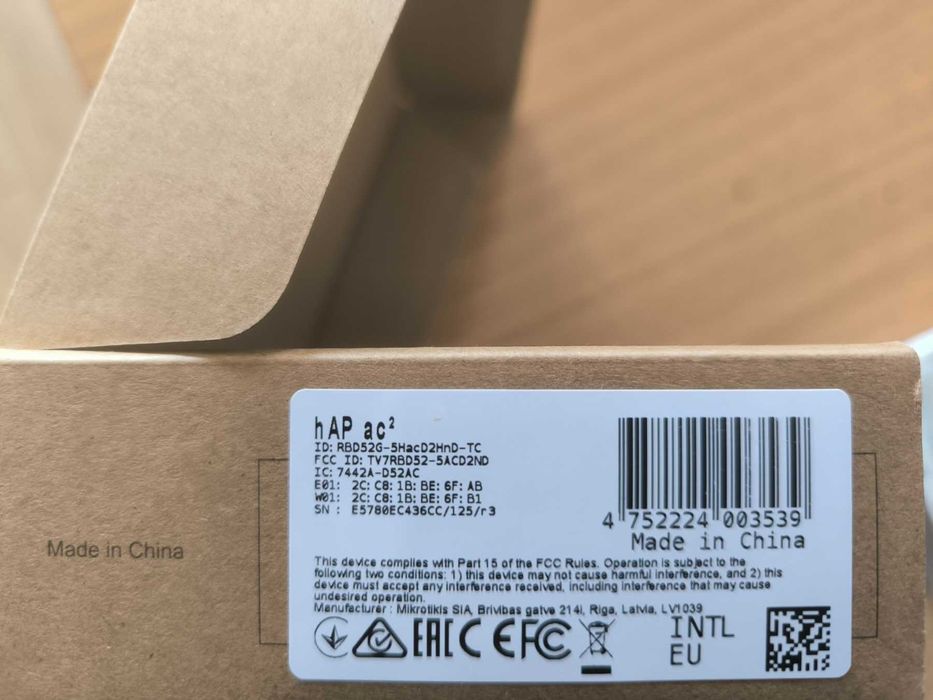 hAP ac²
ID: RBD52G-5HacD2HnD-TC
FCC ID: TV7RBD52-5ACD2ND
IC: 7442A-D52AC
E01: 2C: C8: 1B: BE: 6F: AB
W01: 2C: C8: 1B: BE: 6F: B1
SN : E5780EC436CC/125/r3
4 752224 003539
Made in China
Made in China
This device complies with Part 15 of the FCC Rules. Operation is subject to the
following two conditions: 1) this device may not cause harmful interference, and 2) this
device must accept any interference received, including interference that may cause
undesired operation.
Manufacturer : Mikrotikls SIA, Brivibas gatve 214i, Riga, Latvia, LV1039
EAC CE FC
INTL
EU